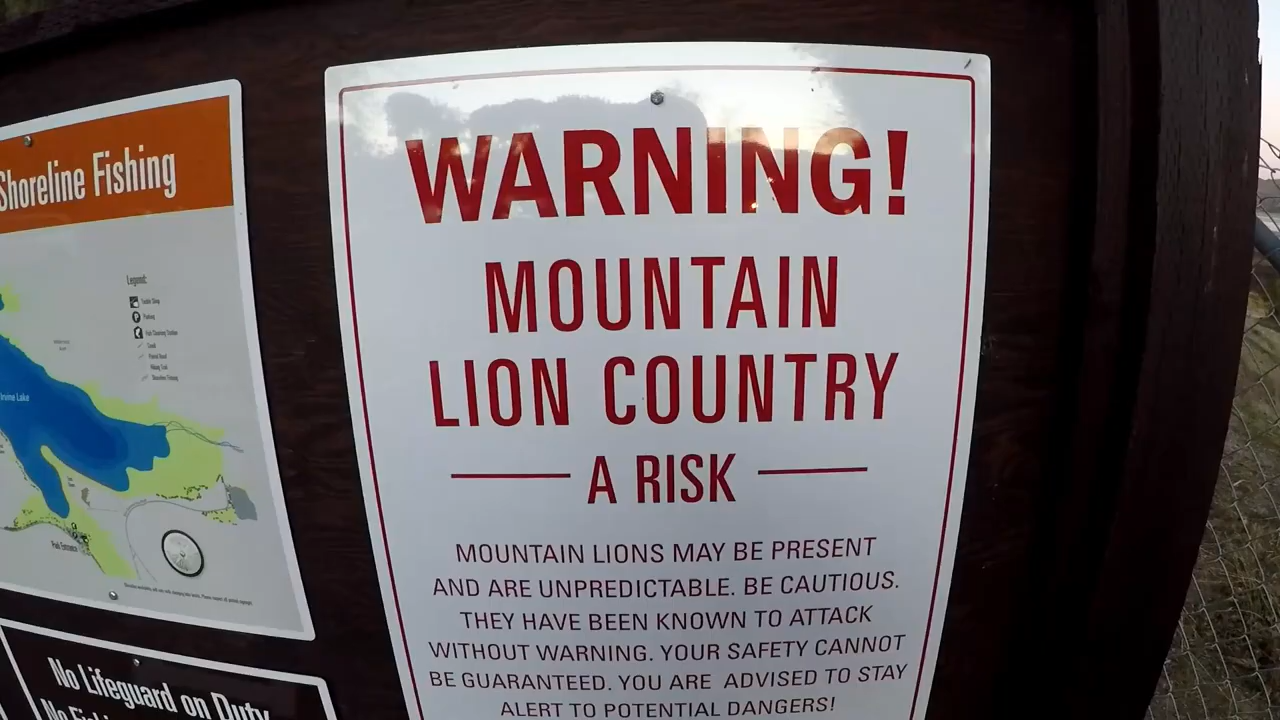 Shoreline Fishing
Legend:
Irvine Lake
Park Entrance
No Lifeguard on Duty
WARNING!
MOUNTAIN
LION COUNTRY
A RISK
MOUNTAIN LIONS MAY BE PRESENT
AND ARE UNPREDICTABLE. BE CAUTIOUS.
THEY HAVE BEEN KNOWN TO ATTACK
WITHOUT WARNING. YOUR SAFETY CANNOT
BE GUARANTEED. YOU ARE ADVISED TO STAY
ALERT TO POTENTIAL DANGERS!